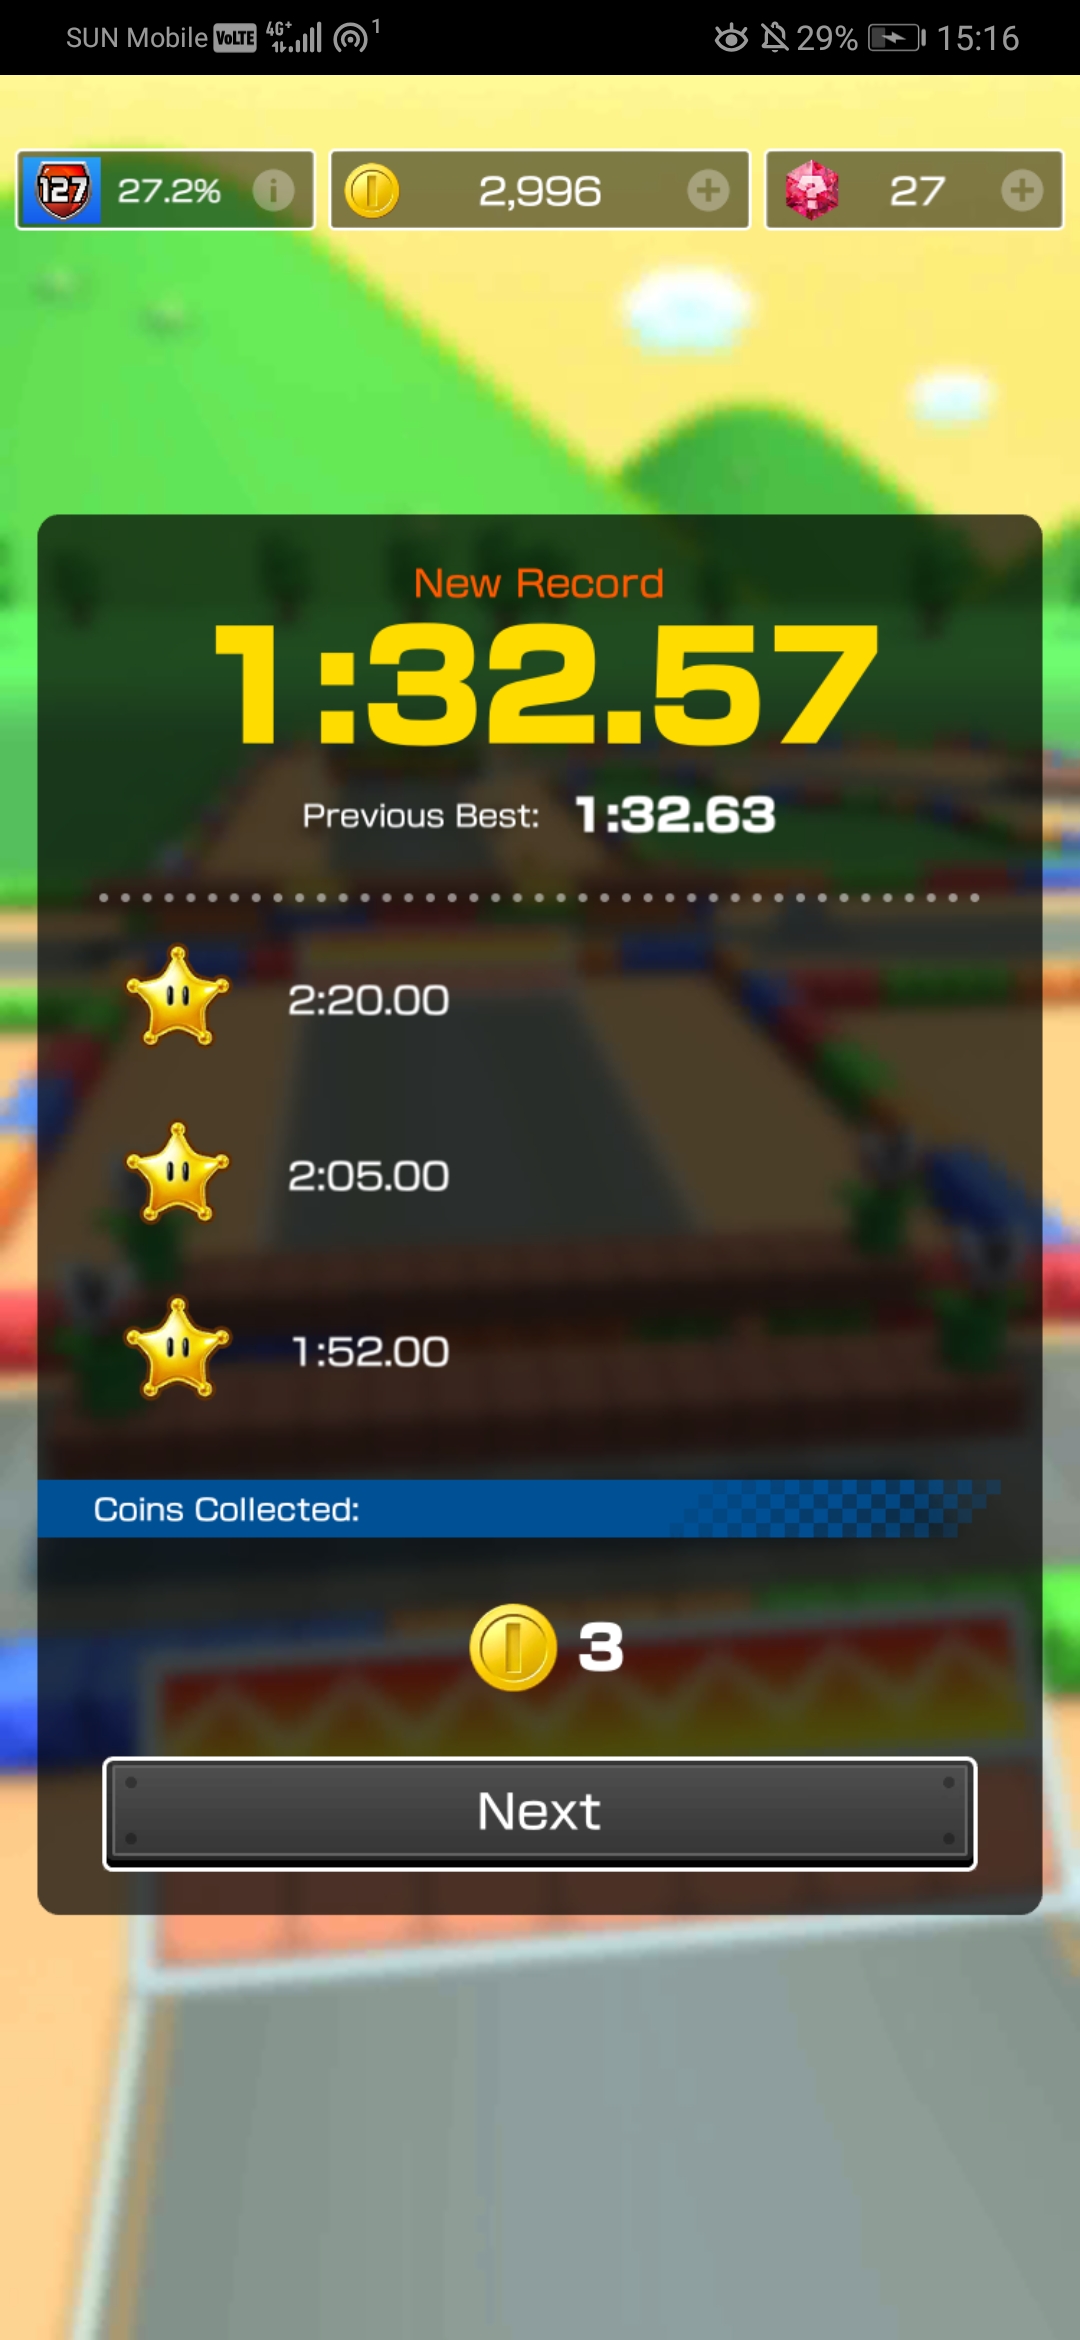 SUN Mobile VoLTE 4G+ 1 29% 15:16
127 27.2% i 2,996 + 27 +
New Record
1:32.57
Previous Best: 1:32.63
2:20.00
2:05.00
1:52.00
Coins Collected:
3
Next